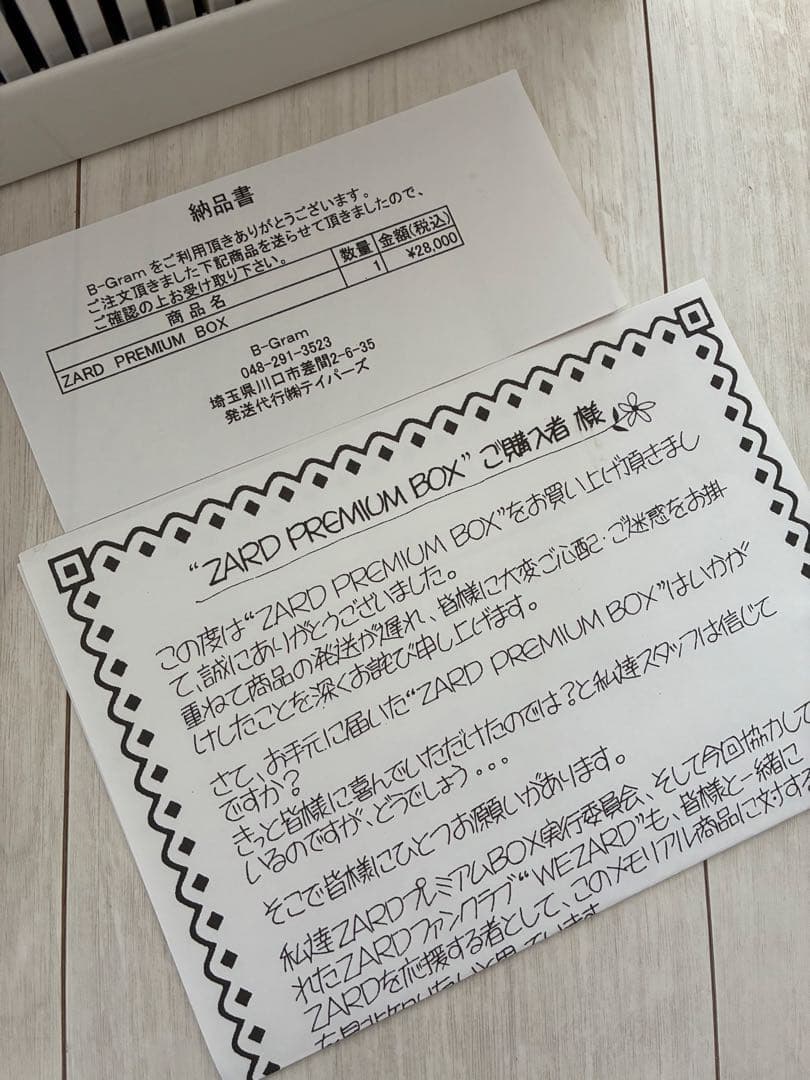 納品書
B-Gramをご利用頂きありがとうございます。
ご注文頂きました下記商品を送らせて頂きましたので、
ご確認の上お受け取り下さい。
商品名 数量 金額(税込)
ZARD PREMIUM BOX 1 ¥28,000
B-Gram
048-291-3523
埼玉県川口市差間2-6-35
発送代行㈱テイパーズ
“ZARD PREMIUM BOX” ご購入者 様
この度は“ZARD PREMIUM BOX”をお買い上げ頂きまし
て、誠にありがとうございました。
重ねて商品の発送が遅れ、皆様に大変ご心配・ご迷惑をお掛
けしたことを深くお詫び申し上げます。
さて、お手元に届いた“ZARD PREMIUM BOX”はいかが
ですか?
きっと皆様に喜んでいただけたのでは?と私達スタッフは信じて
いるのですが、どうでしょう・・・
そこで皆様にひとつお願いがあります。
私達ZARDプレミアムBOX実行委員会、そして今回協力して
れたZARDファンクラブ“WEZARD”も、皆様と一緒に
ZARDを応援する者として、このメモリアル商品に対する